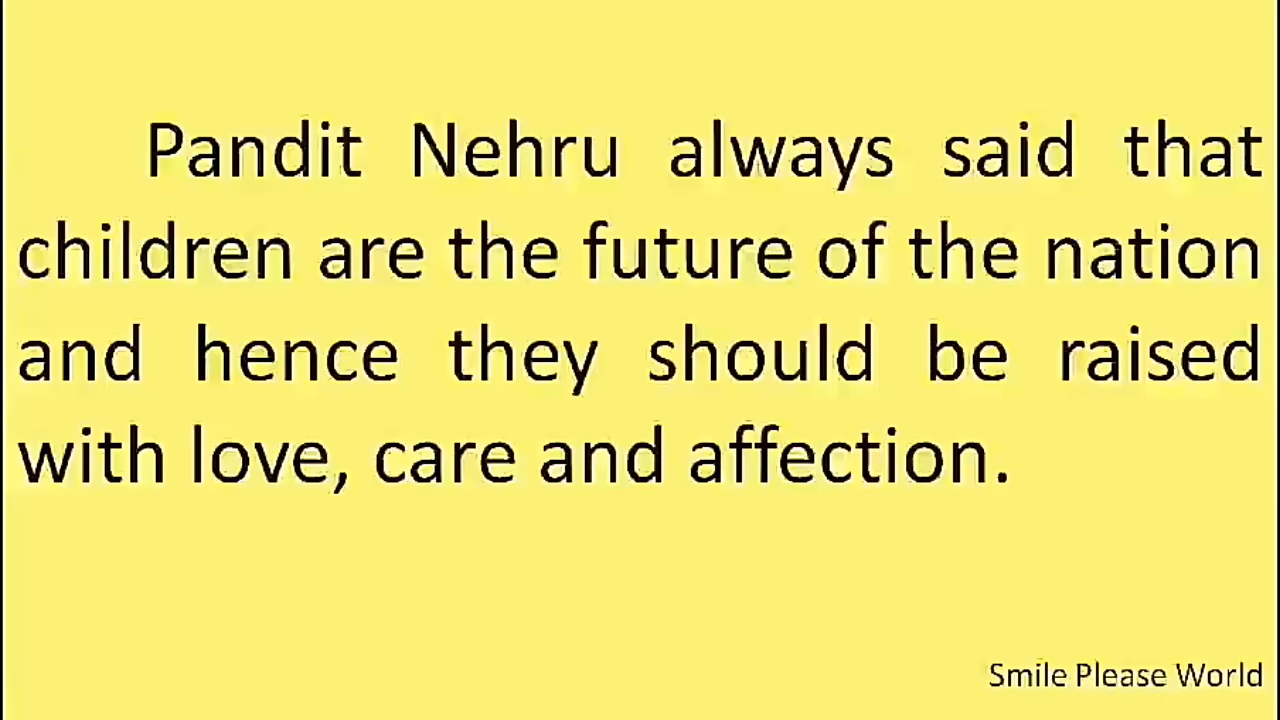 Pandit Nehru always said that
children are the future of the nation
and hence they should be raised
with love, care and affection.
Smile Please World